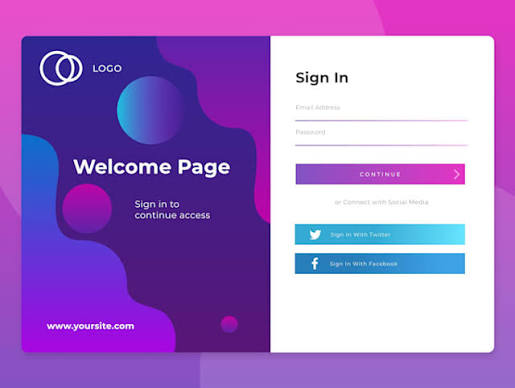 LOGO
Welcome Page
Sign in to
continue access
www.yoursite.com
Sign In
Email Address
Password
CONTINUE
or Connect with Social Media
Sign In With Twitter
Sign In With Facebook